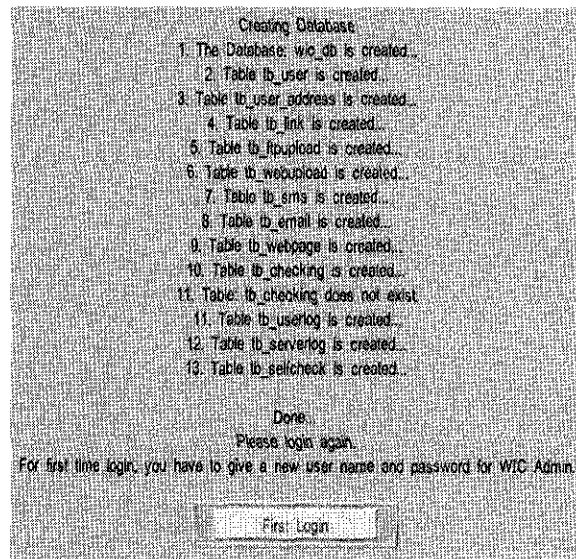 Creating Database
1. The Database: wic_db is created...
2. Table tb_user is created...
3. Table tb_user_address is created...
4. Table tb_link is created...
5. Table tb_ftpupload is created...
6. Table tb_webupload is created...
7. Table tb_sms is created...
8. Table tb_email is created...
9. Table tb_webpage is created...
10. Table tb_checking is created...
11. Table: tb_checking does not exist
11. Table tb_userlog is created...
12. Table tb_serverlog is created...
13. Table tb_selfcheck is created...
Done...
Please login again.
For first time login, you have to give a new user name and password for WIC Admin.
First Login